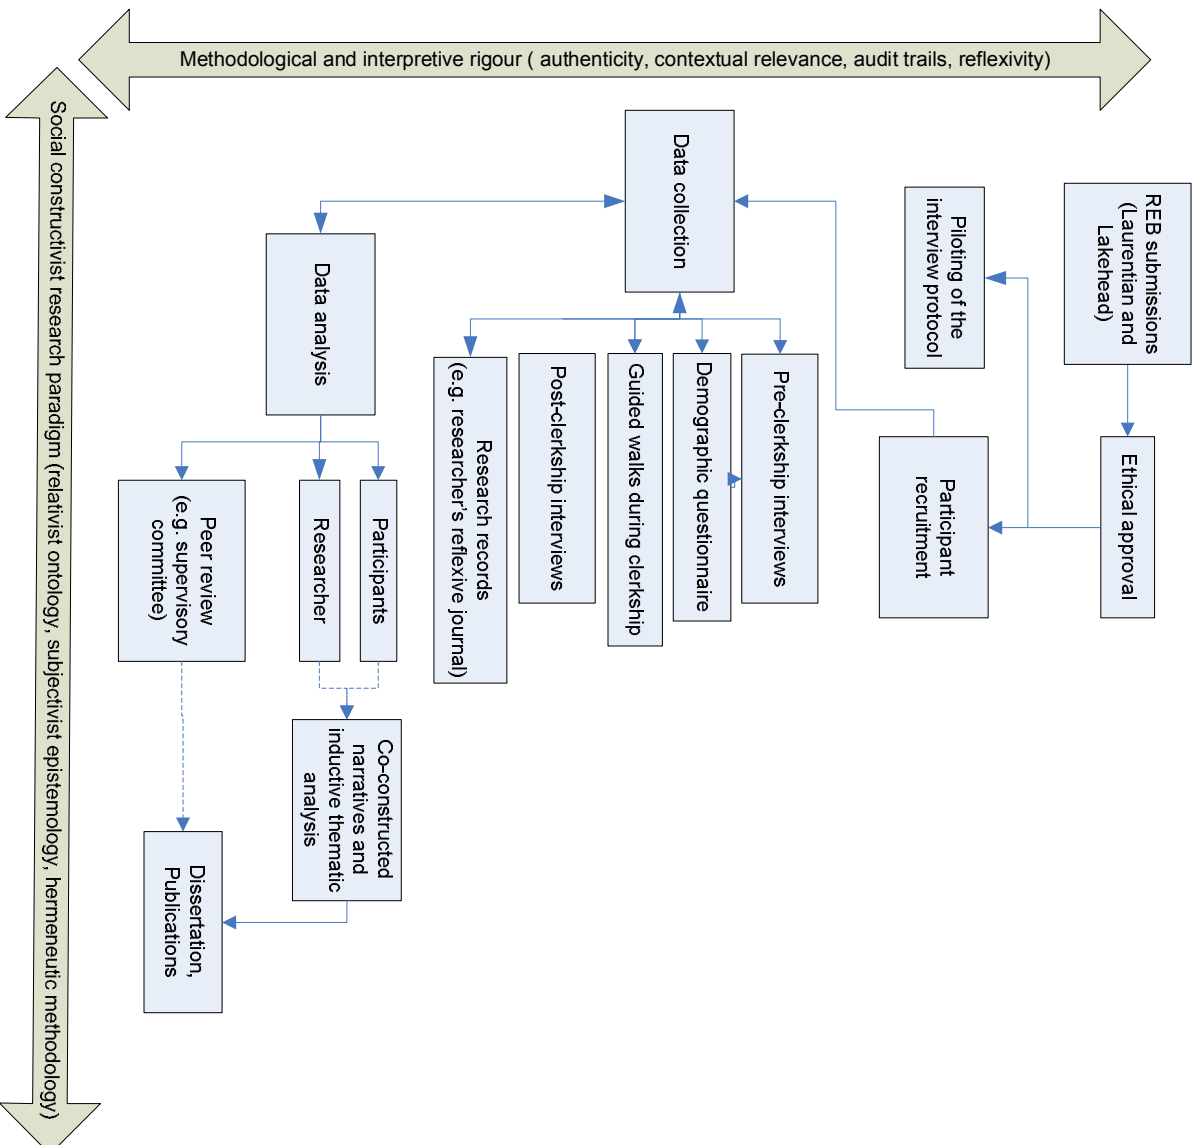 Methodological and interpretive rigour ( authenticity, contextual relevance, audit trails, reflexivity)
Social constructivist research paradigm (relativist ontology, subjectivist epistemology, hermeneutic methodology)
REB submissions
(Laurentian and
Lakehead)
Ethical approval
Piloting of the
interview protocol
Participant
recruitment
Data collection
Pre-clerkship interviews
Demographic questionnaire
Guided walks during clerkship
Post-clerkship interviews
Research records
(e.g. researcher's reflexive journal)
Data analysis
Participants
Researcher
Peer review
(e.g. supervisory
committee)
Co-constructed
narratives and
inductive thematic
analysis
Dissertation,
Publications